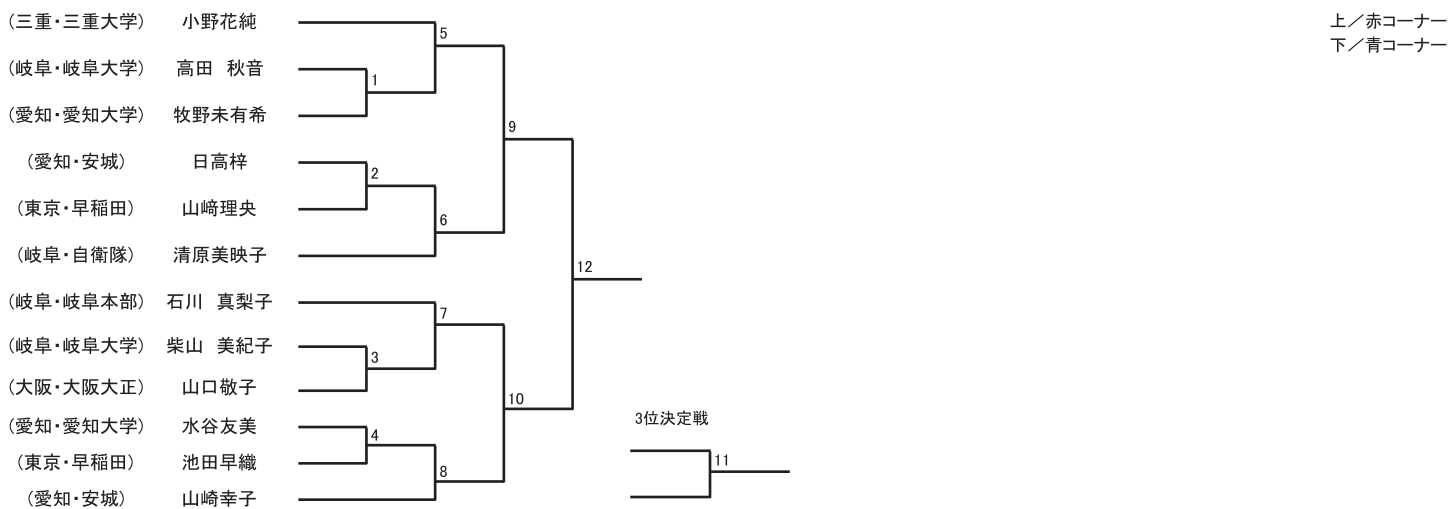 (三重・三重大学) 小野花純
5
上／赤コーナー
下／青コーナー
(岐阜・岐阜大学) 高田　秋音
1
(愛知・愛知大学) 牧野未有希
9
(愛知・安城) 日高梓
2
(東京・早稲田) 山﨑理央
6
(岐阜・自衛隊) 清原美映子
12
(岐阜・岐阜本部) 石川　真梨子
7
(岐阜・岐阜大学) 柴山　美紀子
3
(大阪・大阪大正) 山口敬子
10
(愛知・愛知大学) 水谷友美
4
(東京・早稲田) 池田早織
8
(愛知・安城) 山崎幸子
3位決定戦
11